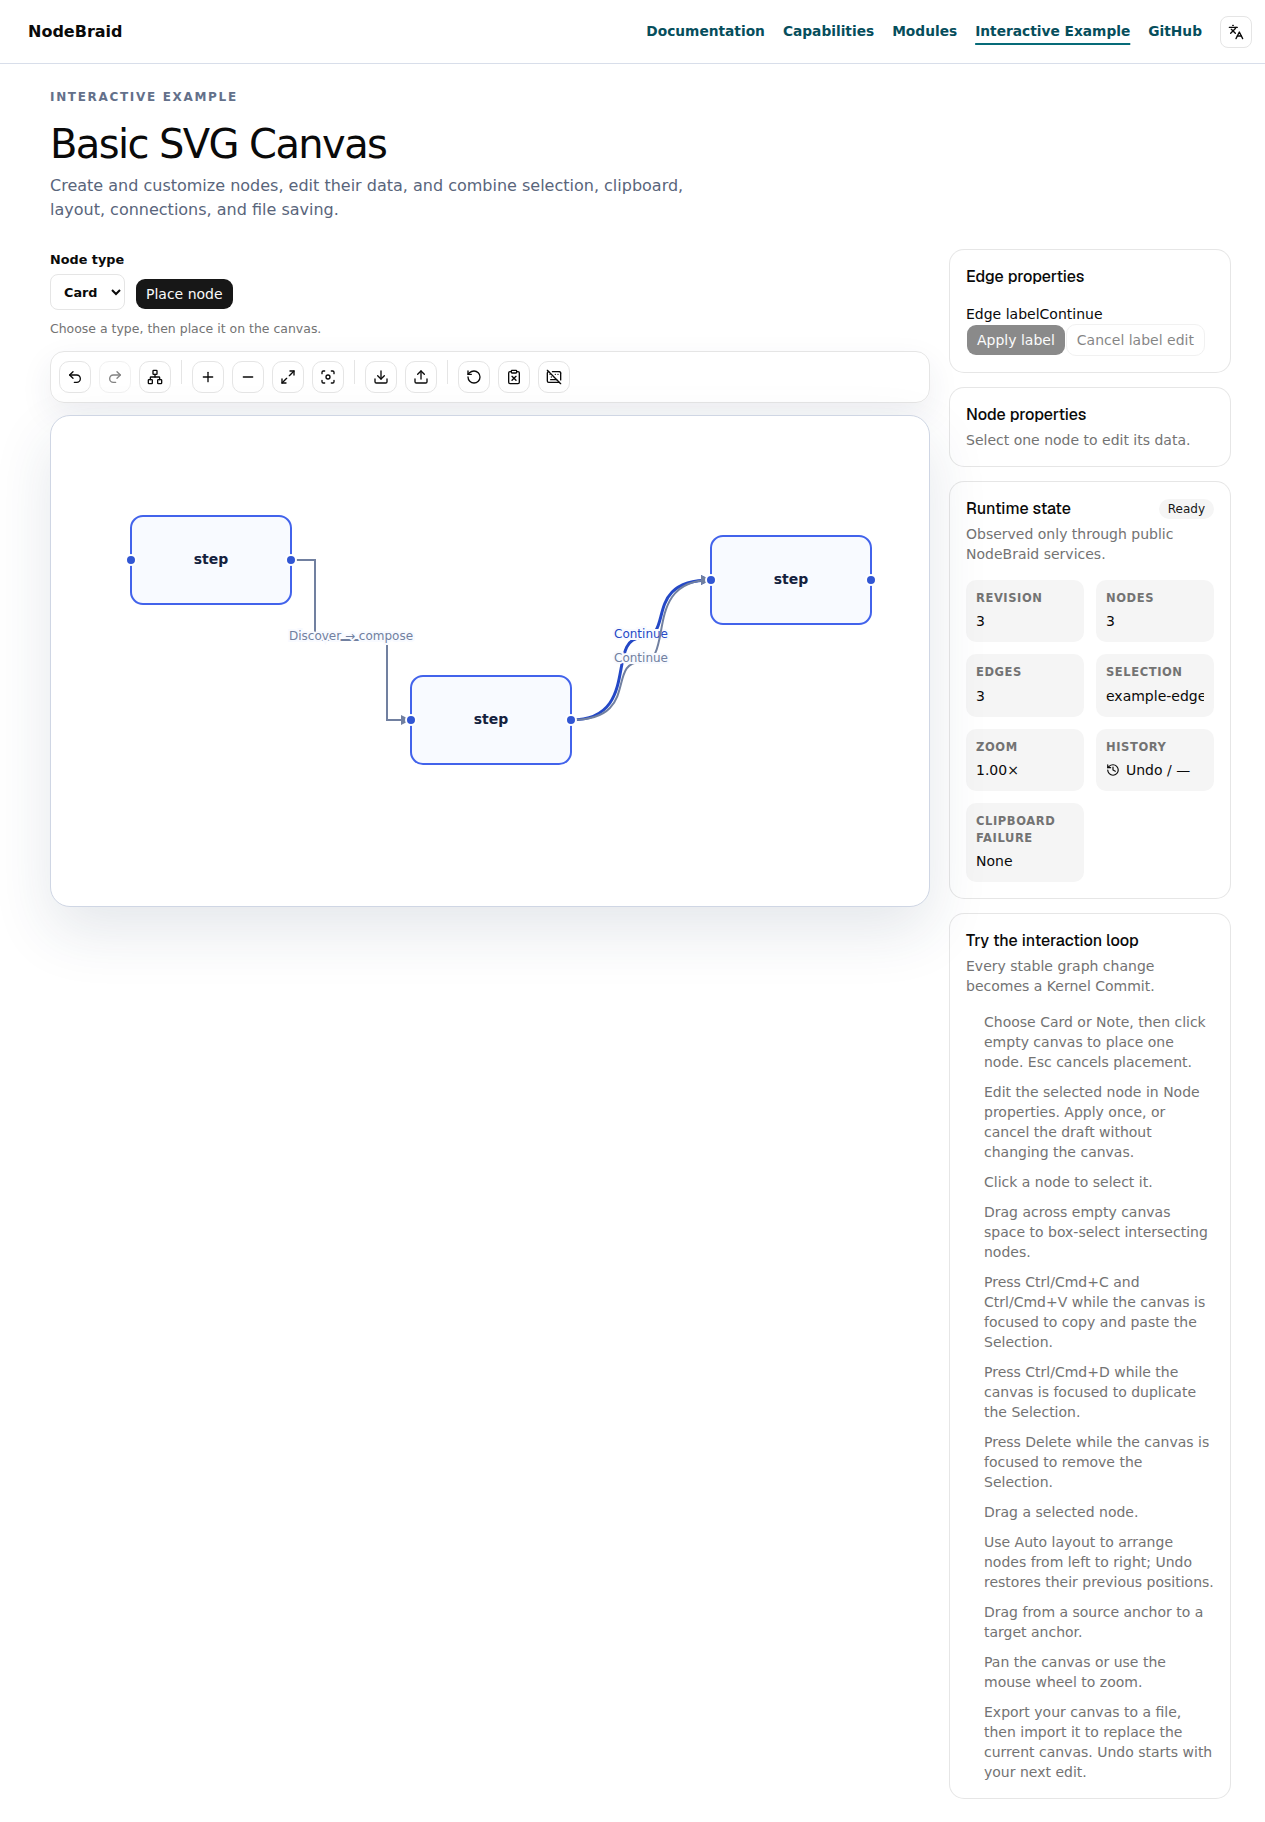 NodeBraid
Documentation
Capabilities
Modules
Interactive Example
GitHub
INTERACTIVE EXAMPLE
Basic SVG Canvas
Create and customize nodes, edit their data, and combine selection, clipboard,
layout, connections, and file saving.
Node type
Card
Place node
Choose a type, then place it on the canvas.
step
Discover → compose
step
Continue
Continue
step
Edge properties
Edge labelContinue
Apply label
Cancel label edit
Node properties
Select one node to edit its data.
Runtime state
Ready
Observed only through public
NodeBraid services.
REVISION
3
NODES
3
EDGES
3
SELECTION
example-edge
ZOOM
1.00×
HISTORY
Undo / —
CLIPBOARD
FAILURE
None
Try the interaction loop
Every stable graph change
becomes a Kernel Commit.
Choose Card or Note, then click
empty canvas to place one
node. Esc cancels placement.
Edit the selected node in Node
properties. Apply once, or
cancel the draft without
changing the canvas.
Click a node to select it.
Drag across empty canvas
space to box-select intersecting
nodes.
Press Ctrl/Cmd+C and
Ctrl/Cmd+V while the canvas is
focused to copy and paste the
Selection.
Press Ctrl/Cmd+D while the
canvas is focused to duplicate
the Selection.
Press Delete while the canvas is
focused to remove the
Selection.
Drag a selected node.
Use Auto layout to arrange
nodes from left to right; Undo
restores their previous positions.
Drag from a source anchor to a
target anchor.
Pan the canvas or use the
mouse wheel to zoom.
Export your canvas to a file,
then import it to replace the
current canvas. Undo starts with
your next edit.